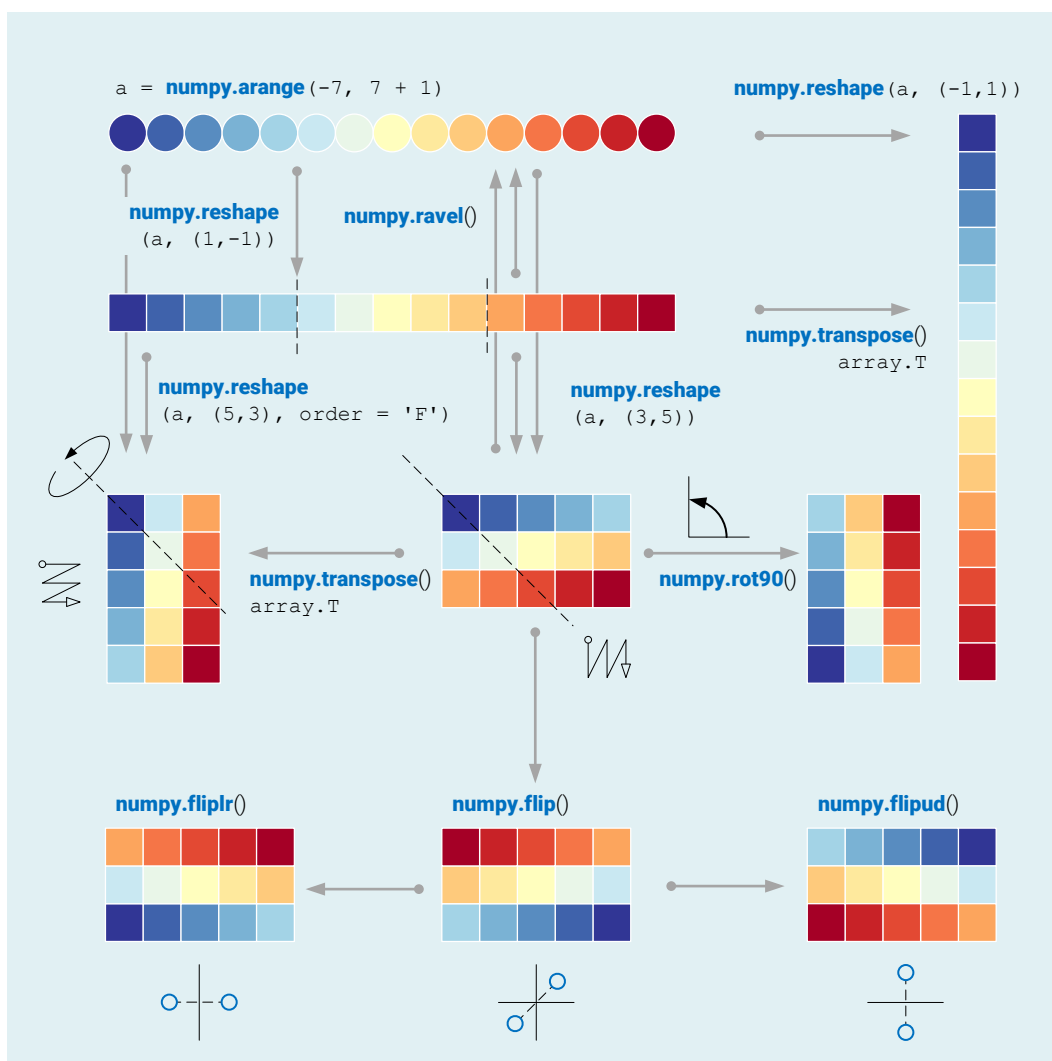 a = numpy.arange(-7, 7 + 1)
numpy.reshape(a, (-1,1))
numpy.reshape
(a, (1,-1))
numpy.ravel()
numpy.transpose()
array.T
numpy.reshape
(a, (5,3), order = 'F')
numpy.reshape
(a, (3,5))
numpy.transpose()
array.T
numpy.rot90()
numpy.fliplr()
numpy.flip()
numpy.flipud()